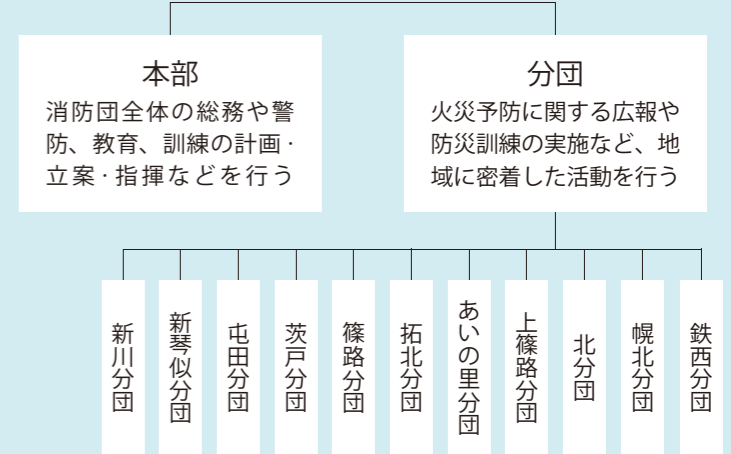 本部
消防団全体の総務や警
防、教育、訓練の計画・
立案・指揮などを行う
分団
火災予防に関する広報や
防災訓練の実施など、地
域に密着した活動を行う
新川分団
新琴似分団
屯田分団
茨戸分団
篠路分団
拓北分団
あいの里分団
上篠路分団
北分団
幌北分団
鉄西分団